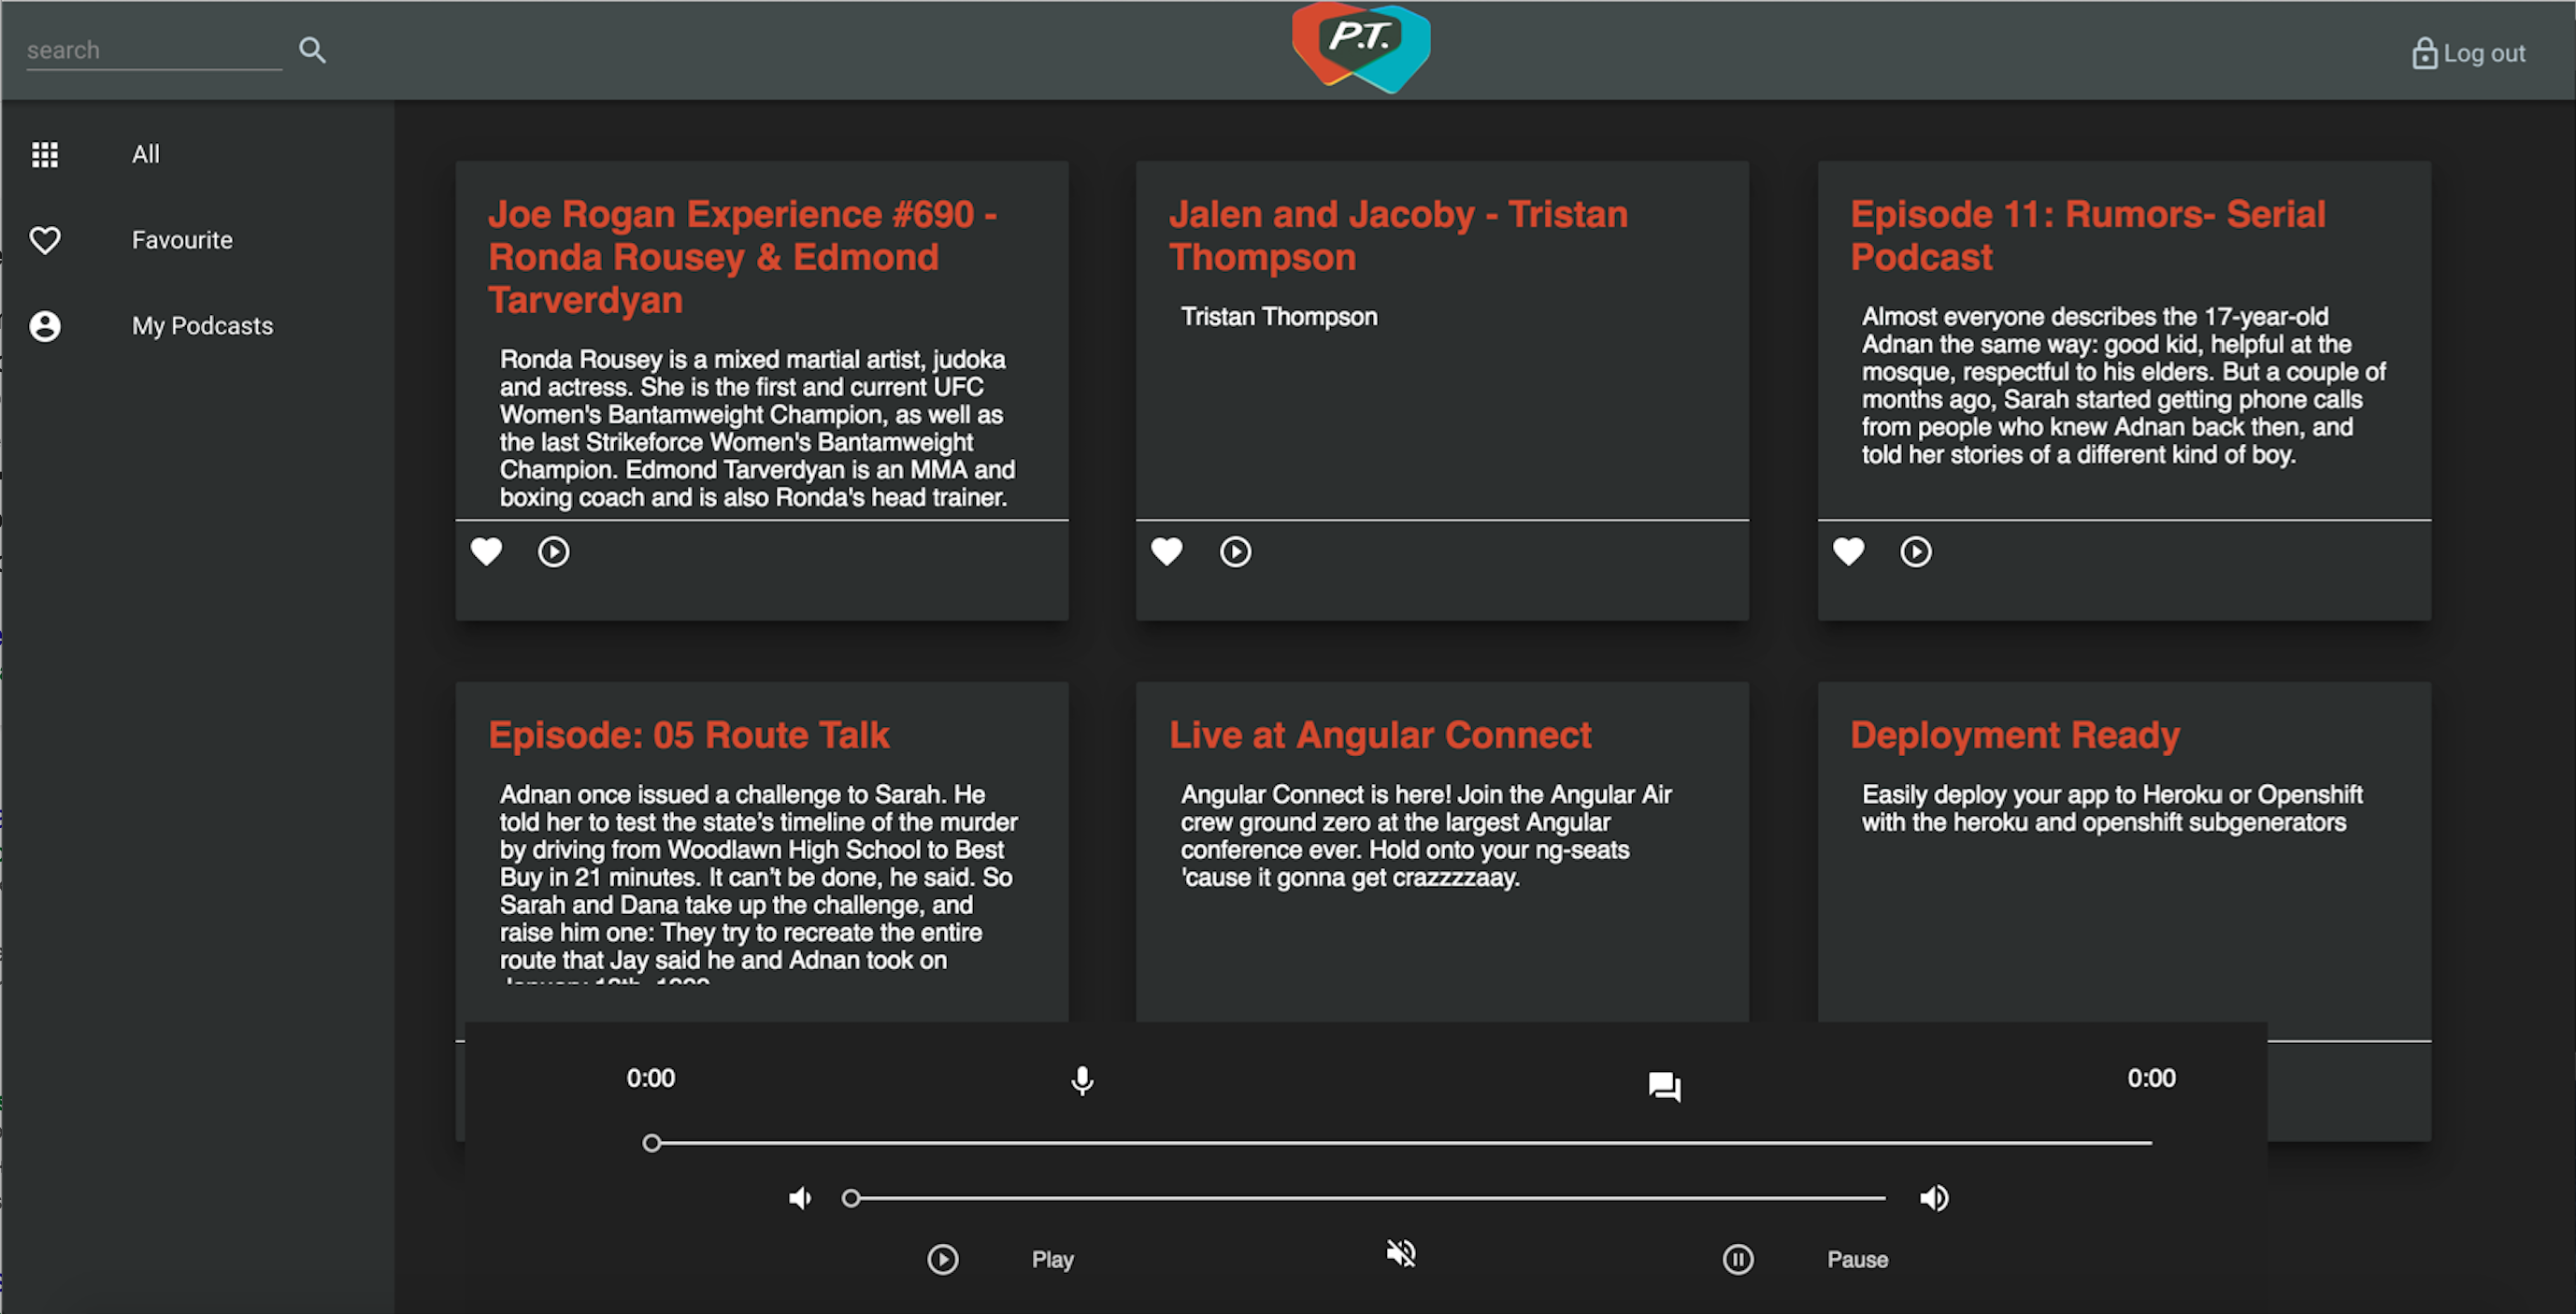 search
P.T.
Log out
All
Favourite
My Podcasts
Joe Rogan Experience #690 -
Ronda Rousey & Edmond
Tarverdyan
Ronda Rousey is a mixed martial artist, judoka
and actress. She is the first and current UFC
Women's Bantamweight Champion, as well as
the last Strikeforce Women's Bantamweight
Champion. Edmond Tarverdyan is an MMA and
boxing coach and is also Ronda's head trainer.
Jalen and Jacoby - Tristan
Thompson
Tristan Thompson
Episode 11: Rumors- Serial
Podcast
Almost everyone describes the 17-year-old
Adnan the same way: good kid, helpful at the
mosque, respectful to his elders. But a couple of
months ago, Sarah started getting phone calls
from people who knew Adnan back then, and
told her stories of a different kind of boy.
Episode: 05 Route Talk
Adnan once issued a challenge to Sarah. He
told her to test the state’s timeline of the murder
by driving from Woodlawn High School to Best
Buy in 21 minutes. It can’t be done, he said. So
Sarah and Dana take up the challenge, and
raise him one: They try to recreate the entire
route that Jay said he and Adnan took on
Live at Angular Connect
Angular Connect is here! Join the Angular Air
crew ground zero at the largest Angular
conference ever. Hold onto your ng-seats
'cause it gonna get crazzzzaay.
Deployment Ready
Easily deploy your app to Heroku or Openshift
with the heroku and openshift subgenerators
0:00
0:00
Play
Pause